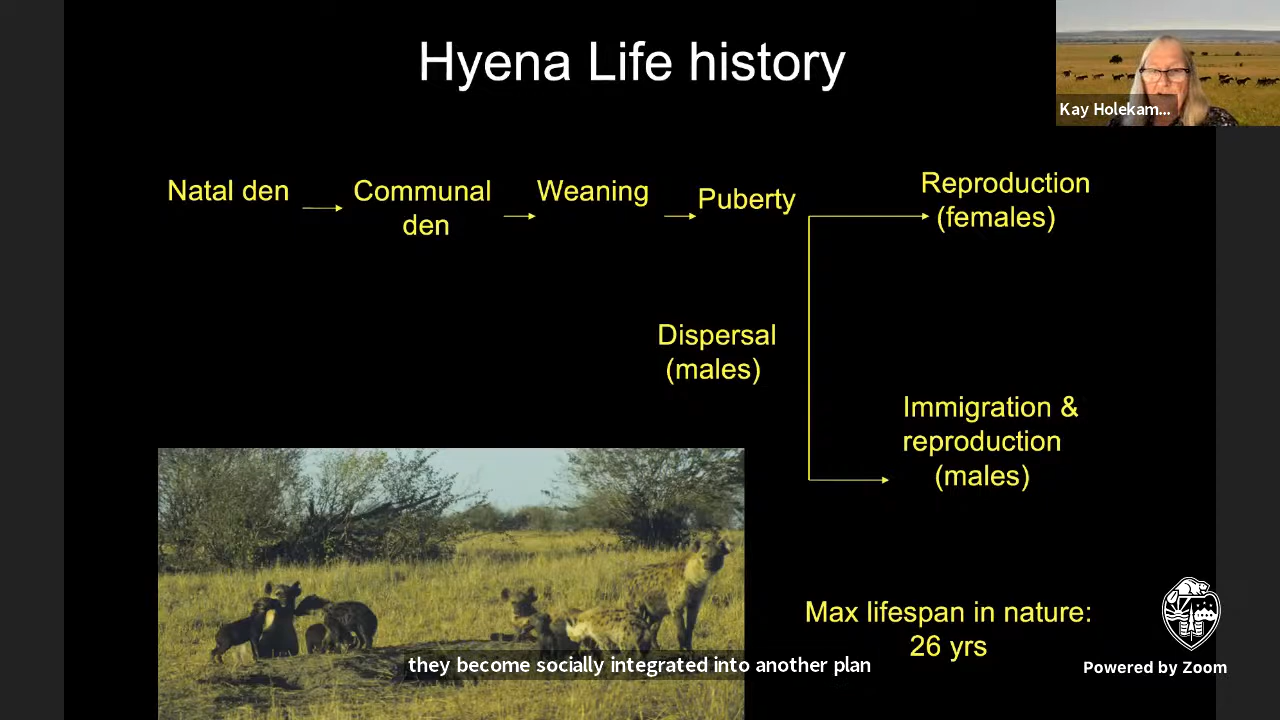 Hyena Life history
Kay Holekam...
Natal den
Communal
den
Weaning
Puberty
Reproduction
(females)
Dispersal
(males)
Immigration &
reproduction
(males)
Max lifespan in nature:
26 yrs
they become socially integrated into another plan
Powered by Zoom